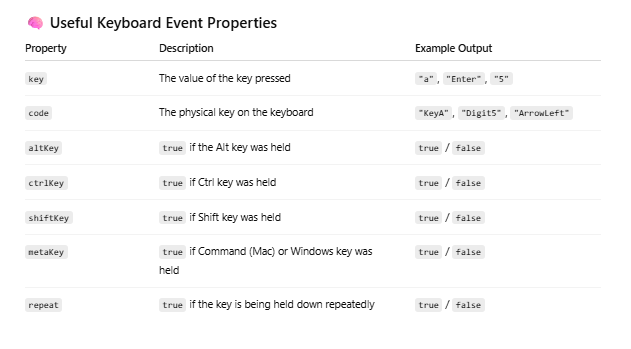 🧠 Useful Keyboard Event Properties
Property Description Example Output
key The value of the key pressed "a", "Enter", "5"
code The physical key on the keyboard "KeyA", "Digit5", "ArrowLeft"
altKey true if the Alt key was held true / false
ctrlKey true if Ctrl key was held true / false
shiftKey true if Shift key was held true / false
metaKey true if Command (Mac) or Windows key was true / false
held
repeat true if the key is being held down repeatedly true / false